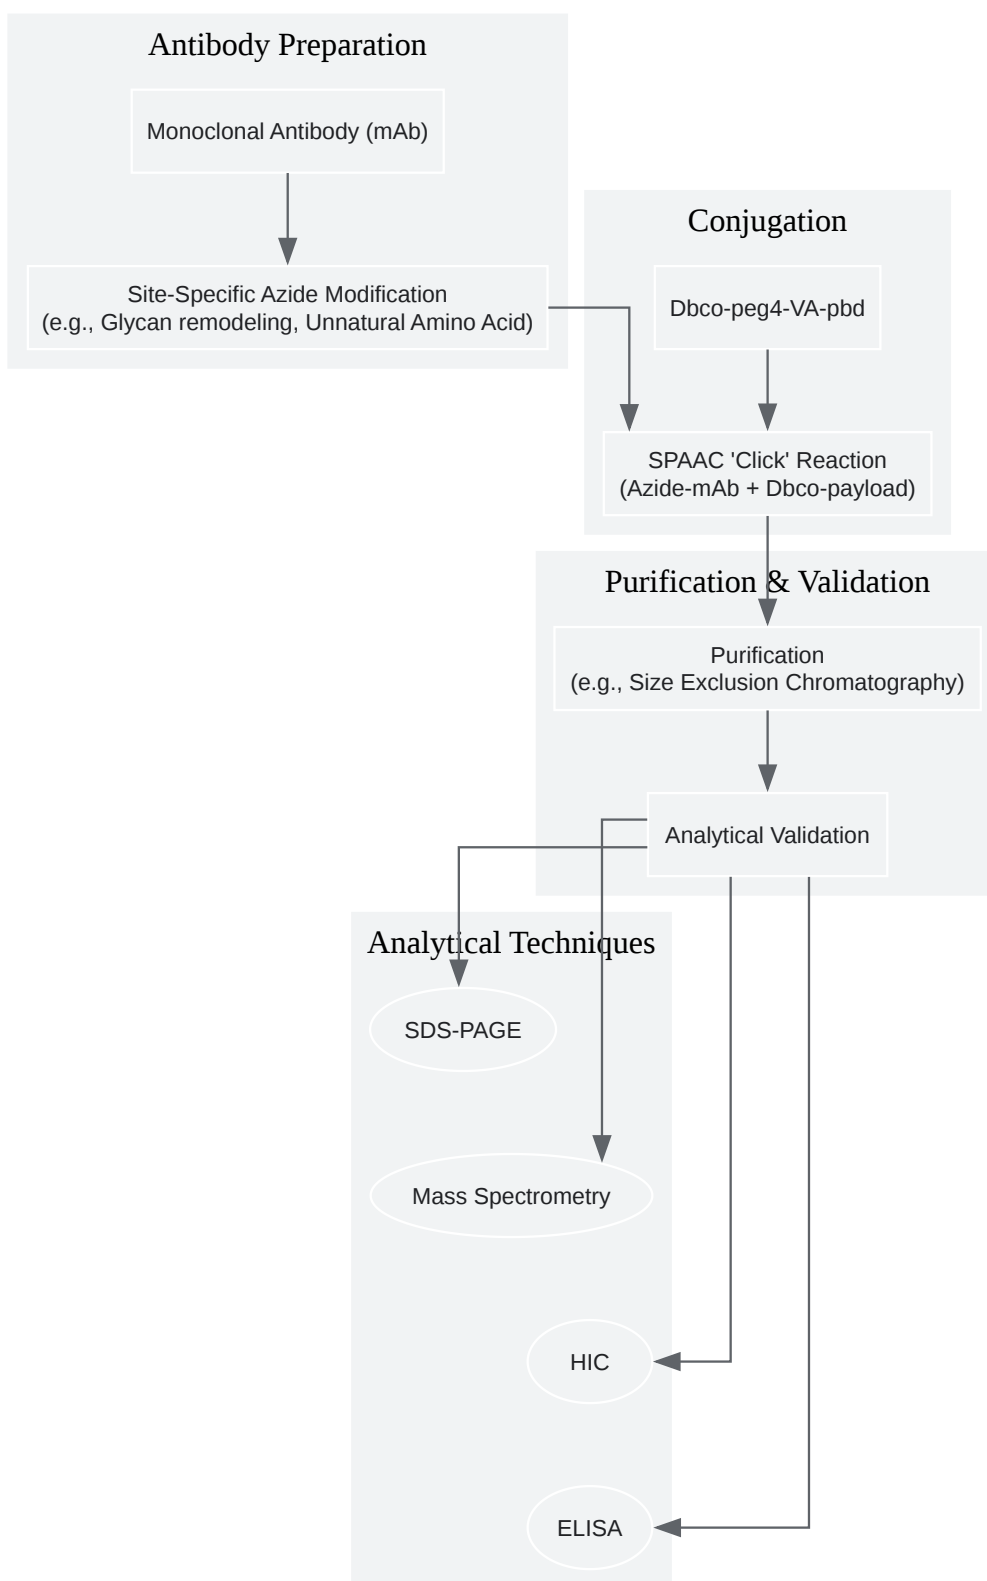 Antibody Preparation
Monoclonal Antibody (mAb)
Site-Specific Azide Modification
(e.g., Glycan remodeling, Unnatural Amino Acid)
Conjugation
Dbco-peg4-VA-pbd
SPAAC 'Click' Reaction
(Azide-mAb + Dbco-payload)
Purification & Validation
Purification
(e.g., Size Exclusion Chromatography)
Analytical Validation
Analytical Techniques
SDS-PAGE
Mass Spectrometry
HIC
ELISA